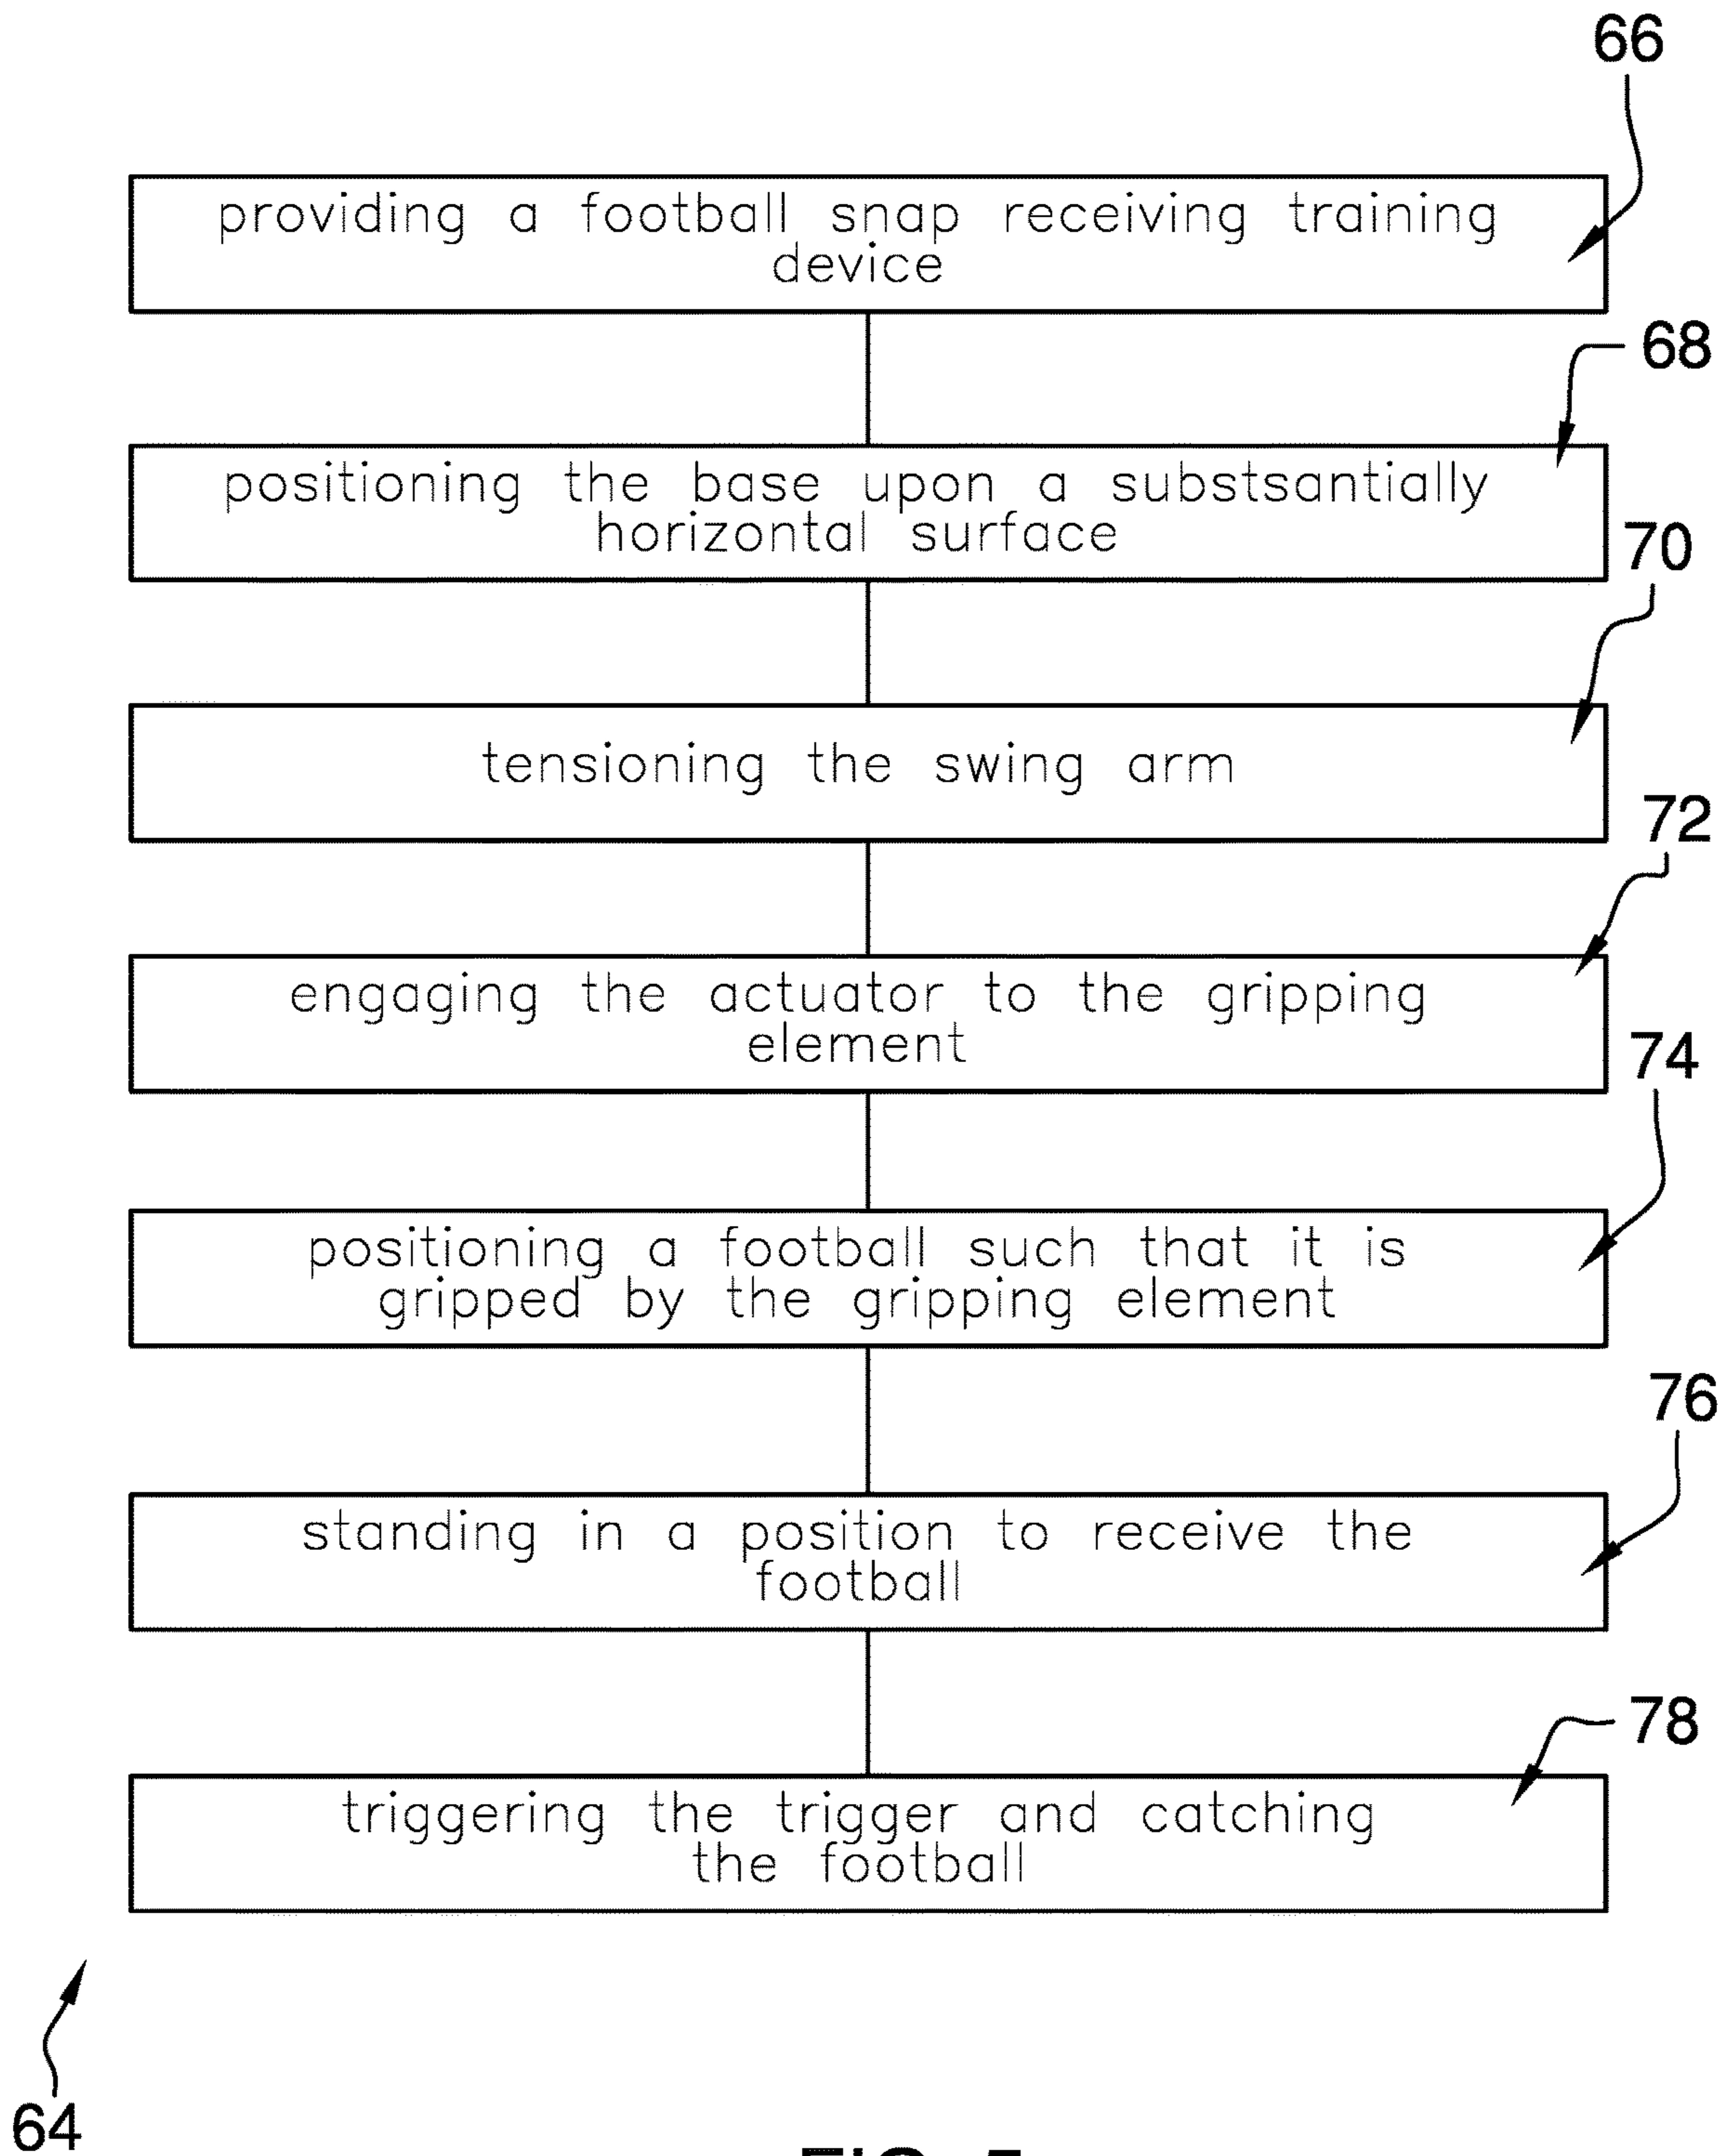 66
providing a football snap receiving training
device
68
positioning the base upon a substsantially
horizontal surface
70
tensioning the swing arm
72
engaging the actuator to the gripping
element
74
positioning a football such that it is
gripped by the gripping element
76
standing in a position to receive the
football
78
triggering the trigger and catching
the football
64